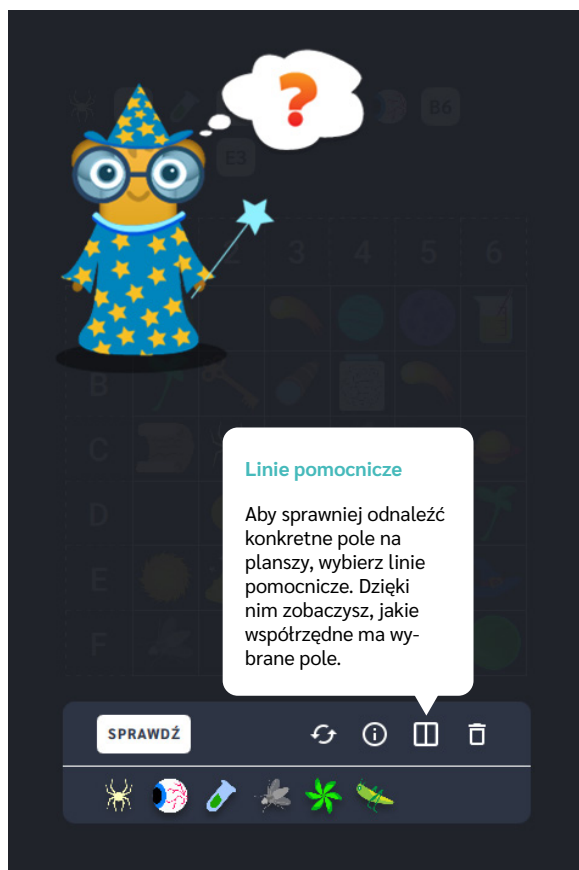 ?
B6
E3
2 3 4 5 6
B
C
D
E
F
Linie pomocnicze
Aby sprawniej odnaleźć
konkretne pole na
planszy, wybierz linie
pomocnicze. Dzięki
nim zobaczysz, jakie
współrzędne ma wy-
brane pole.
SPRAWDŹ